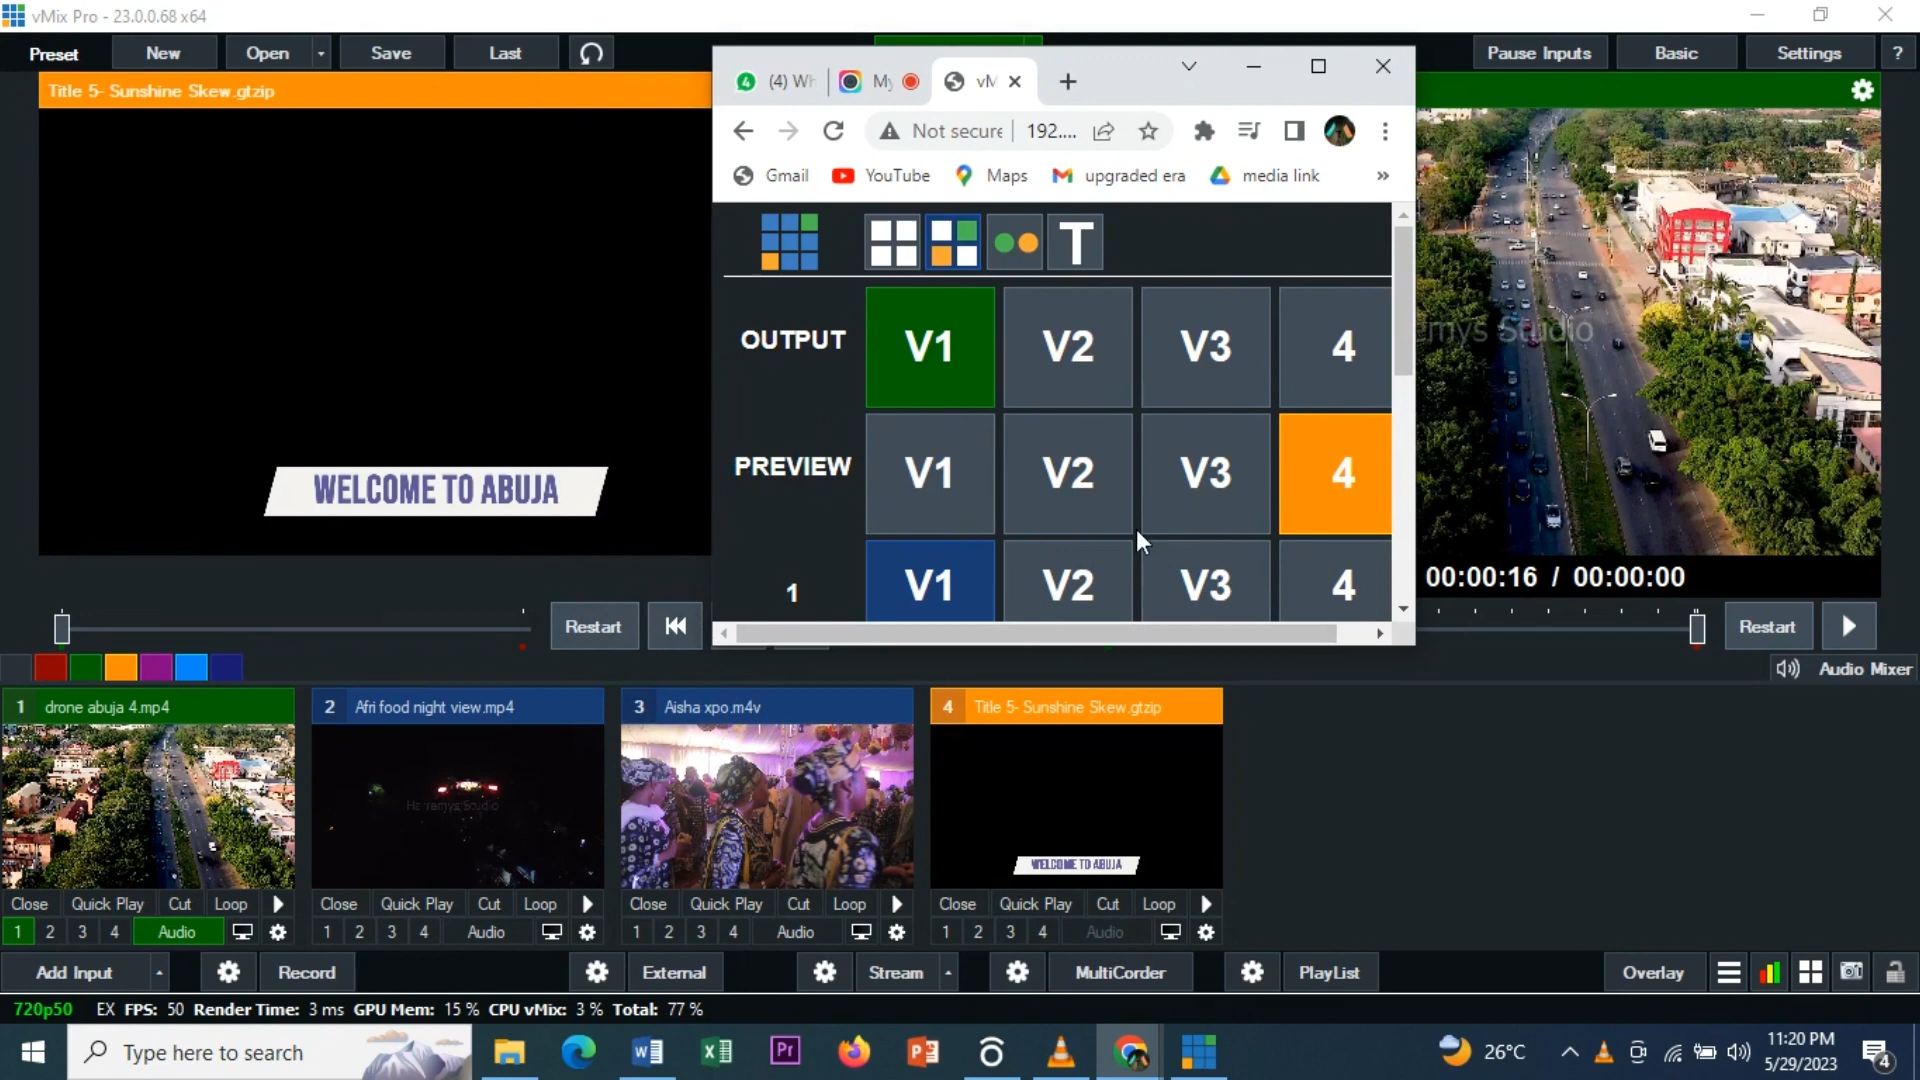 vMix Pro - 23.0.0.68 x64
Preset
New
Open
Save
Last
Pause Inputs
Basic
Settings
?
Title 5- Sunshine Skew.gtzip
WELCOME TO ABUJA
4
(4) Wh
My
vM
Not secure
192....
Gmail
YouTube
Maps
upgraded era
media link
»
T
OUTPUT
V1
V2
V3
4
PREVIEW
V1
V2
V3
4
1
V1
V2
V3
4
emys Studio
00:00:16 / 00:00:00
Restart
Restart
Audio Mixer
1 drone abuja 4.mp4
2 Afri food night view.mp4
3 Aisha xpo.m4v
4 Title 5- Sunshine Skew.gtzip
WELCOME TO ABUJA
Close Quick Play Cut Loop
Close Quick Play Cut Loop
Close Quick Play Cut Loop
Close Quick Play Cut Loop
1 2 3 4 Audio
1 2 3 4 Audio
1 2 3 4 Audio
1 2 3 4 Audio
Add Input
Record
External
Stream
MultiCorder
PlayList
Overlay
720p50 EX FPS: 50 Render Time: 3 ms GPU Mem: 15 % CPU vMix: 3 % Total: 77 %
Type here to search
26°C
11:20 PM
5/29/2023
4